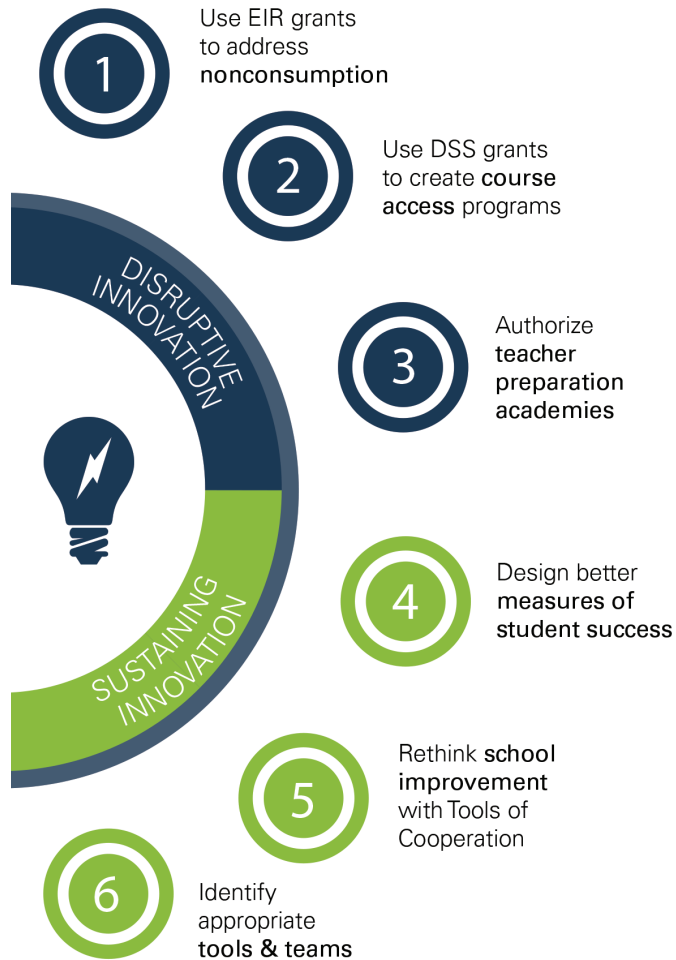 1
Use EIR grants
to address
nonconsumption
2
Use DSS grants
to create course
access programs
DISRUPTIVE
INNOVATION
3
Authorize
teacher
preparation
academies
4
Design better
measures of
student success
SUSTAINING
INNOVATION
5
Rethink school
improvement
with Tools of
Cooperation
6
Identify
appropriate
tools & teams